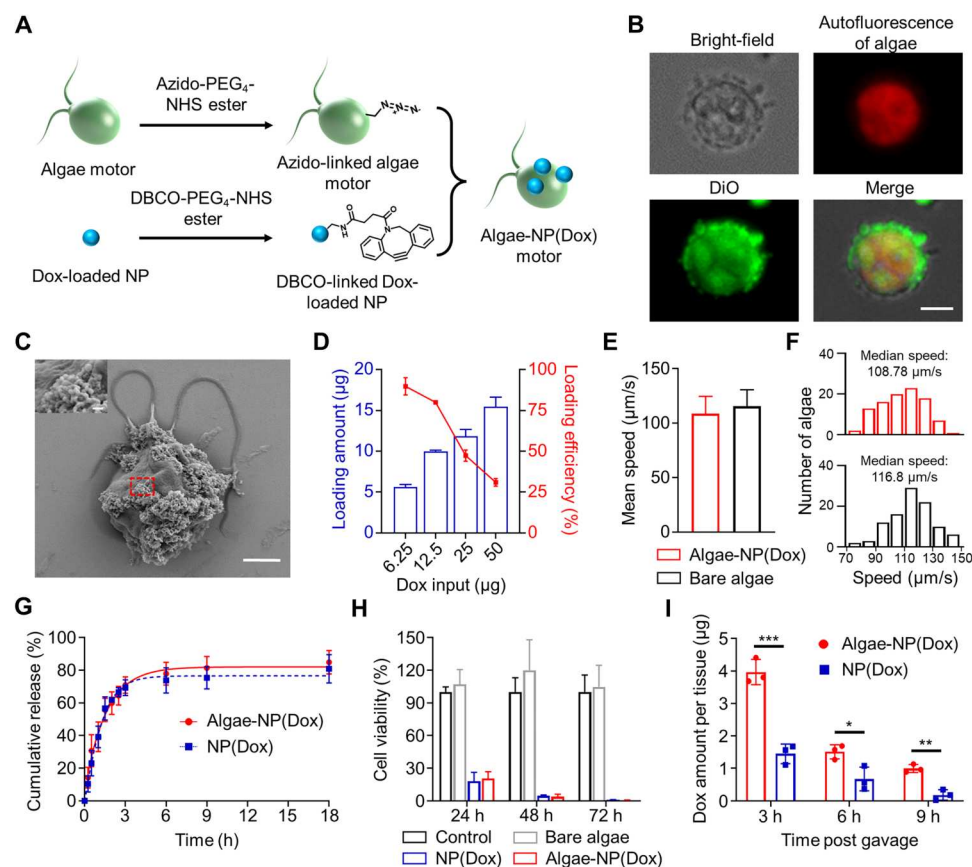 A
Azido-PEG₄-
NHS ester
Algae motor
Azido-linked algae
motor
N=N=N
DBCO-PEG₄-NHS
ester
N
H
O
O
N
Dox-loaded NP
DBCO-linked Dox-
loaded NP
Algae-NP(Dox)
motor
B
Bright-field
Autofluorescence
of algae
DiO
Merge
C
D
Loading amount (µg)
20
15
10
5
0
Loading efficiency (%)
100
75
50
25
0
6.25
12.5
25
50
Dox input (µg)
E
Mean speed (µm/s)
150
100
50
0
Algae-NP(Dox)
Bare algae
F
Number of algae
40
20
0
Median speed:
108.78 µm/s
40
20
0
Median speed:
116.8 µm/s
70
90
110
130
150
Speed (µm/s)
G
Cumulative release (%)
100
80
60
40
20
0
Algae-NP(Dox)
NP(Dox)
0
3
6
9
12
15
18
Time (h)
H
Cell viability (%)
150
120
90
60
30
0
24 h
48 h
72 h
Control
Bare algae
NP(Dox)
Algae-NP(Dox)
I
Dox amount per tissue (µg)
5
4
3
2
1
0
***
*
**
Algae-NP(Dox)
NP(Dox)
3 h
6 h
9 h
Time post gavage